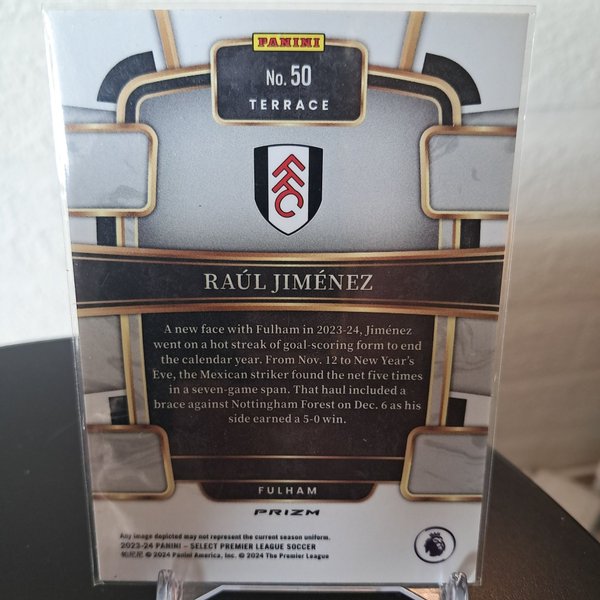 PANINI
No. 50
TERRACE
FFC
RAÚL JIMÉNEZ
A new face with Fulham in 2023-24, Jiménez
went on a hot streak of goal-scoring form to end
the calendar year. From Nov. 12 to New Year's
Eve, the Mexican striker found the net five times
in a seven-game span. That haul included a
brace against Nottingham Forest on Dec. 6 as his
side earned a 5-0 win.
FULHAM
PRIZM
Any image depicted may not represent the current season uniform.
2023-24 PANINI – SELECT PREMIER LEAGUE SOCCER
© 2024 Panini America, Inc. © 2024 The Premier League